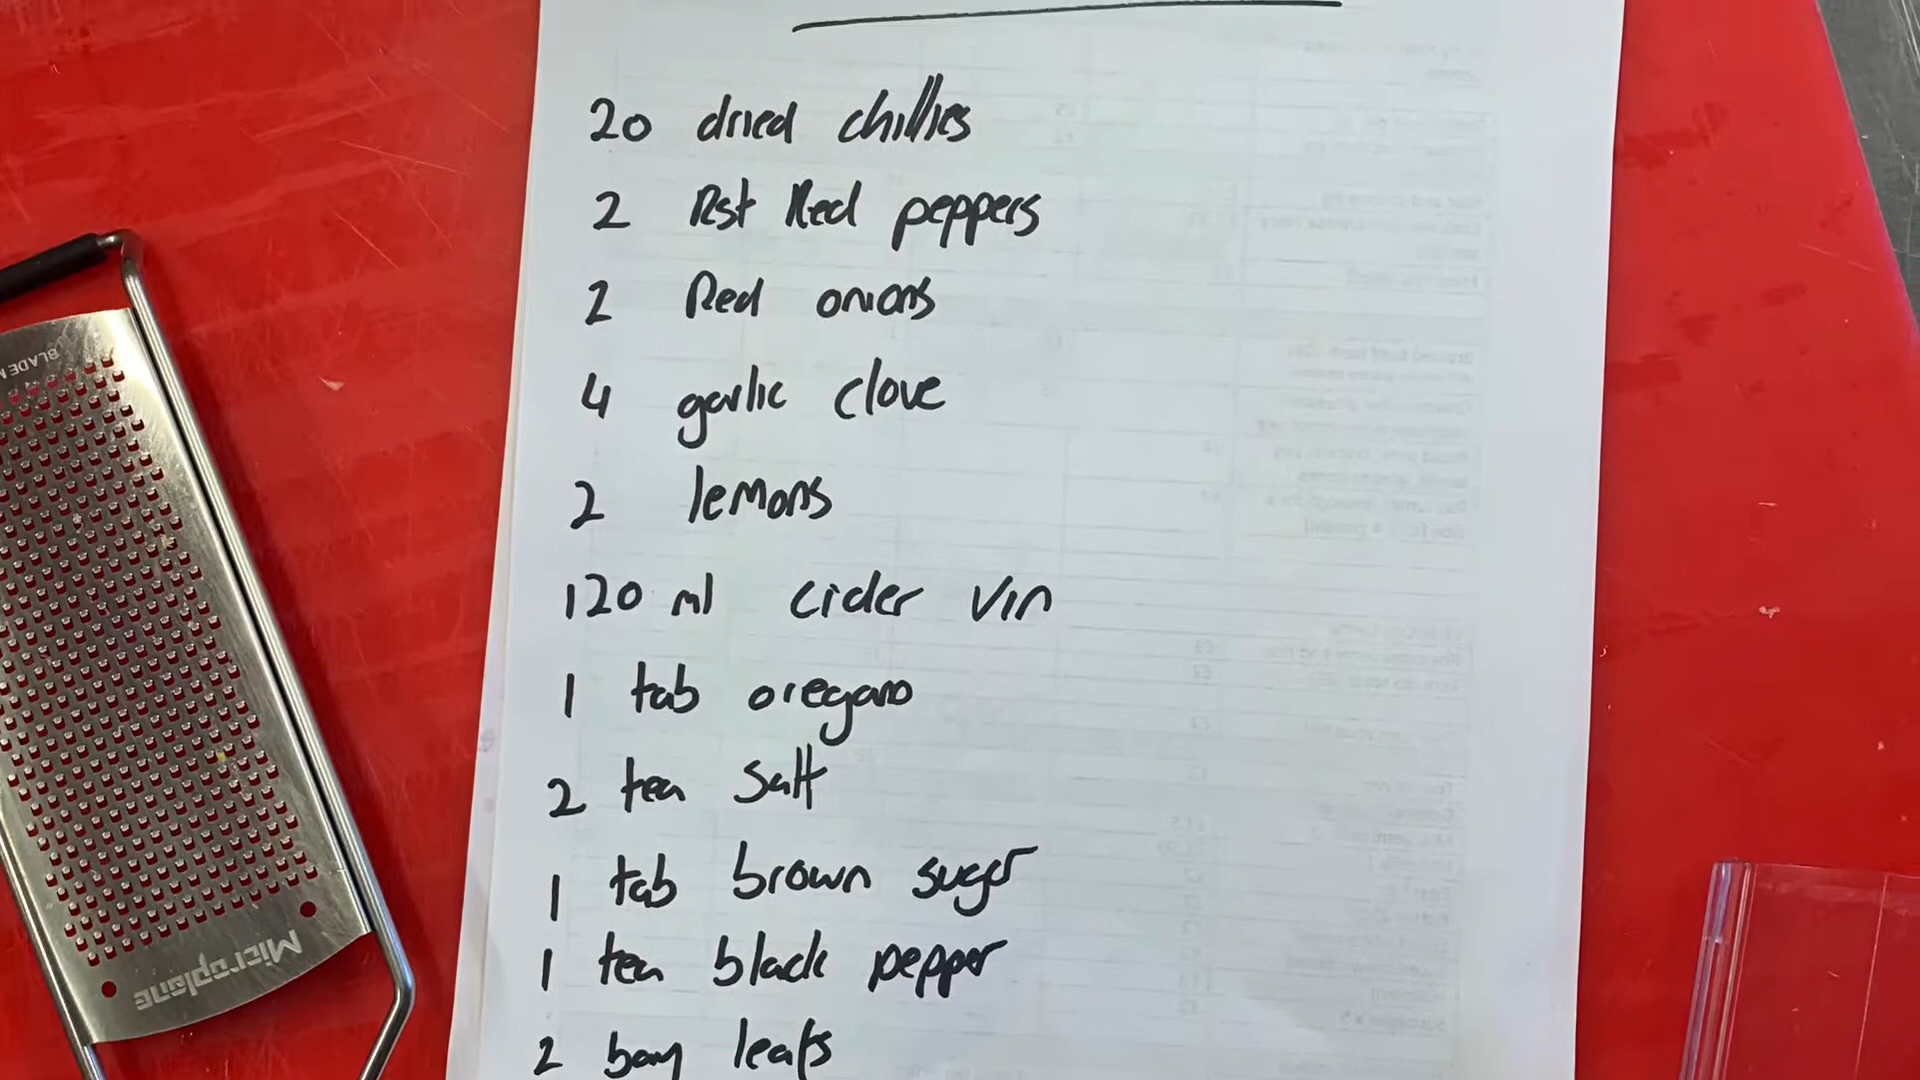 20 dried chillies
2 Rst Red peppers
2 Red onions
4 garlic clove
2 lemons
120 ml cider vin
1 tab oregano
2 tea Salt
1 tab brown sugar
1 tea black pepper
2 bay leafs
Microplane